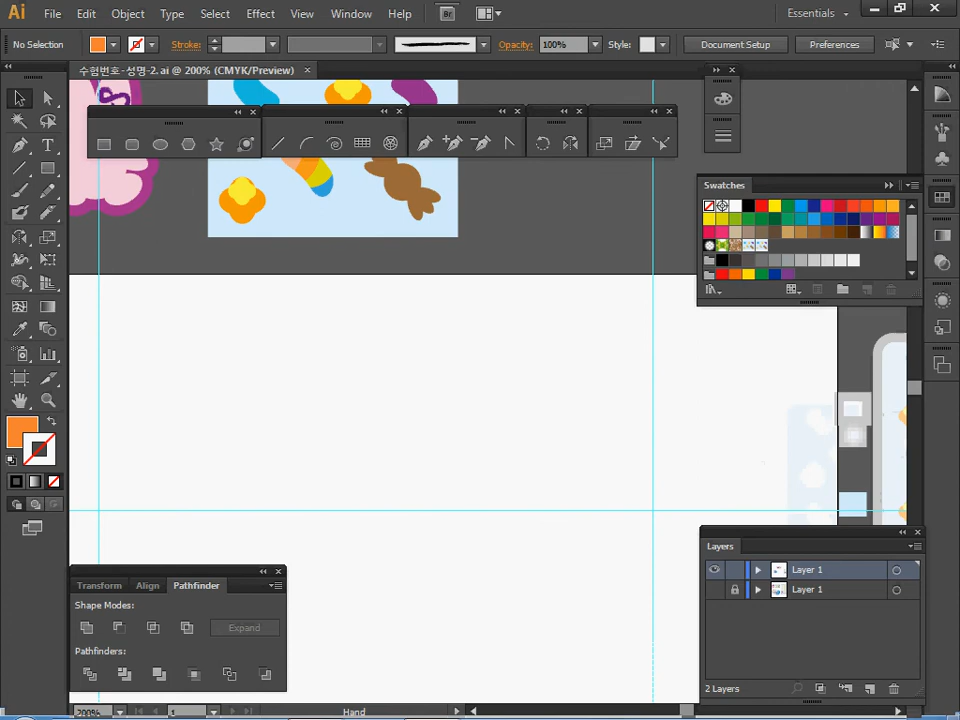 Ai File Edit Object Type Select Effect View Window Help Br Essentials
No Selection Stroke: Opacity: 100% Style: Document Setup Preferences
수험번호-성명-2.ai @ 200% (CMYK/Preview)
Swatches
Layers
Layer 1
Layer 1
2 Layers
Transform Align Pathfinder
Shape Modes:
Expand
Pathfinders:
200% 1 Hand